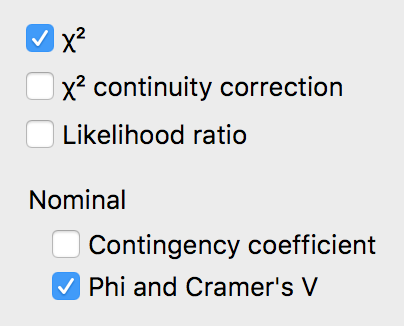 χ²
χ² continuity correction
Likelihood ratio
Nominal
Contingency coefficient
Phi and Cramer's V